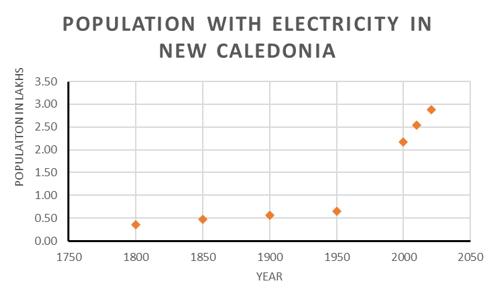 POPULATION WITH ELECTRICITY IN
NEW CALEDONIA
POPULAITON IN LAKHS
3.50
3.00
2.50
2.00
1.50
1.00
0.50
0.00
1750 1800 1850 1900 1950 2000 2050
YEAR